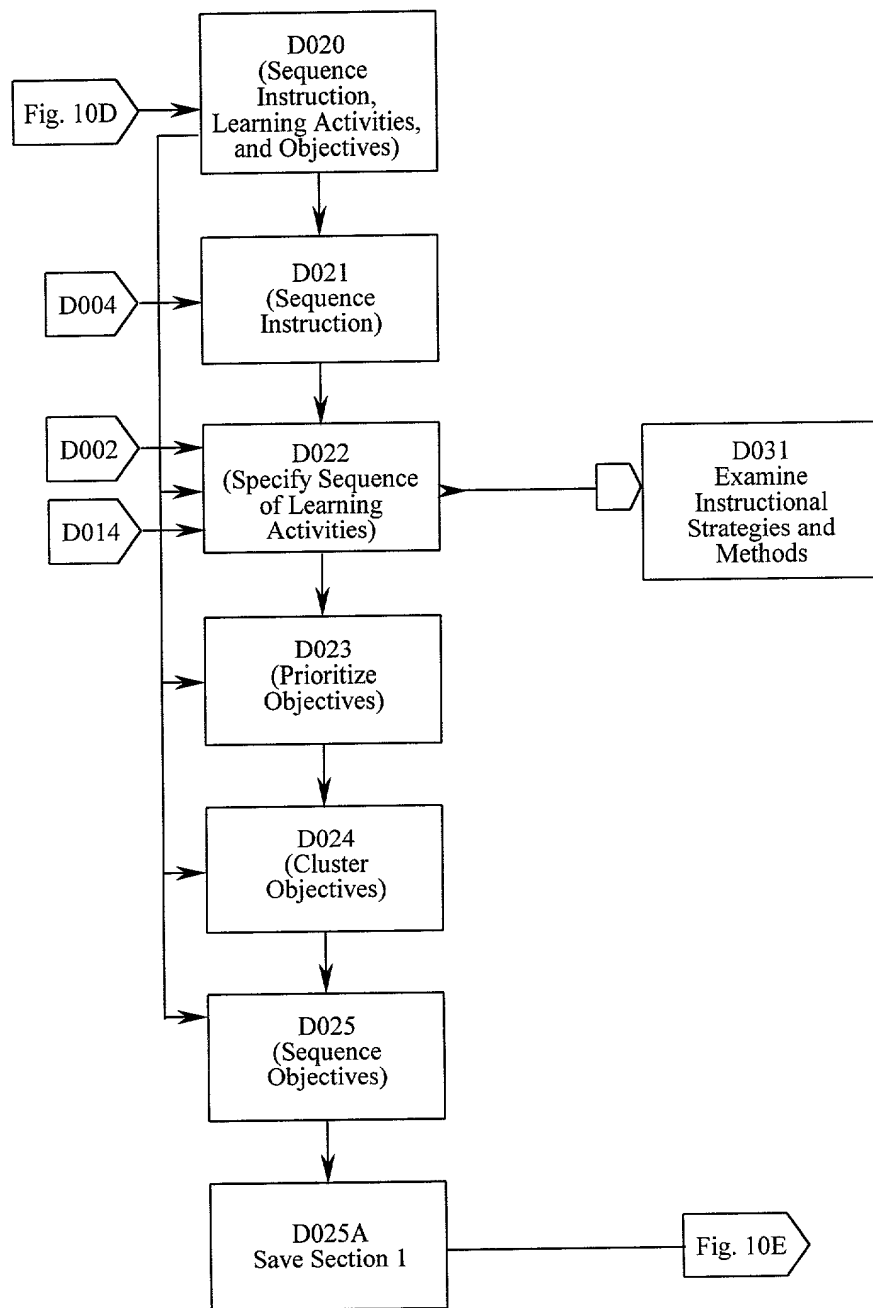 D020
(Sequence
Instruction,
Learning Activities,
and Objectives)
Fig. 10D
D021
(Sequence
Instruction)
D004
D002
D014
D022
(Specify Sequence
of Learning
Activities)
D031
Examine
Instructional
Strategies and
Methods
D023
(Prioritize
Objectives)
D024
(Cluster
Objectives)
D025
(Sequence
Objectives)
D025A
Save Section 1
Fig. 10E